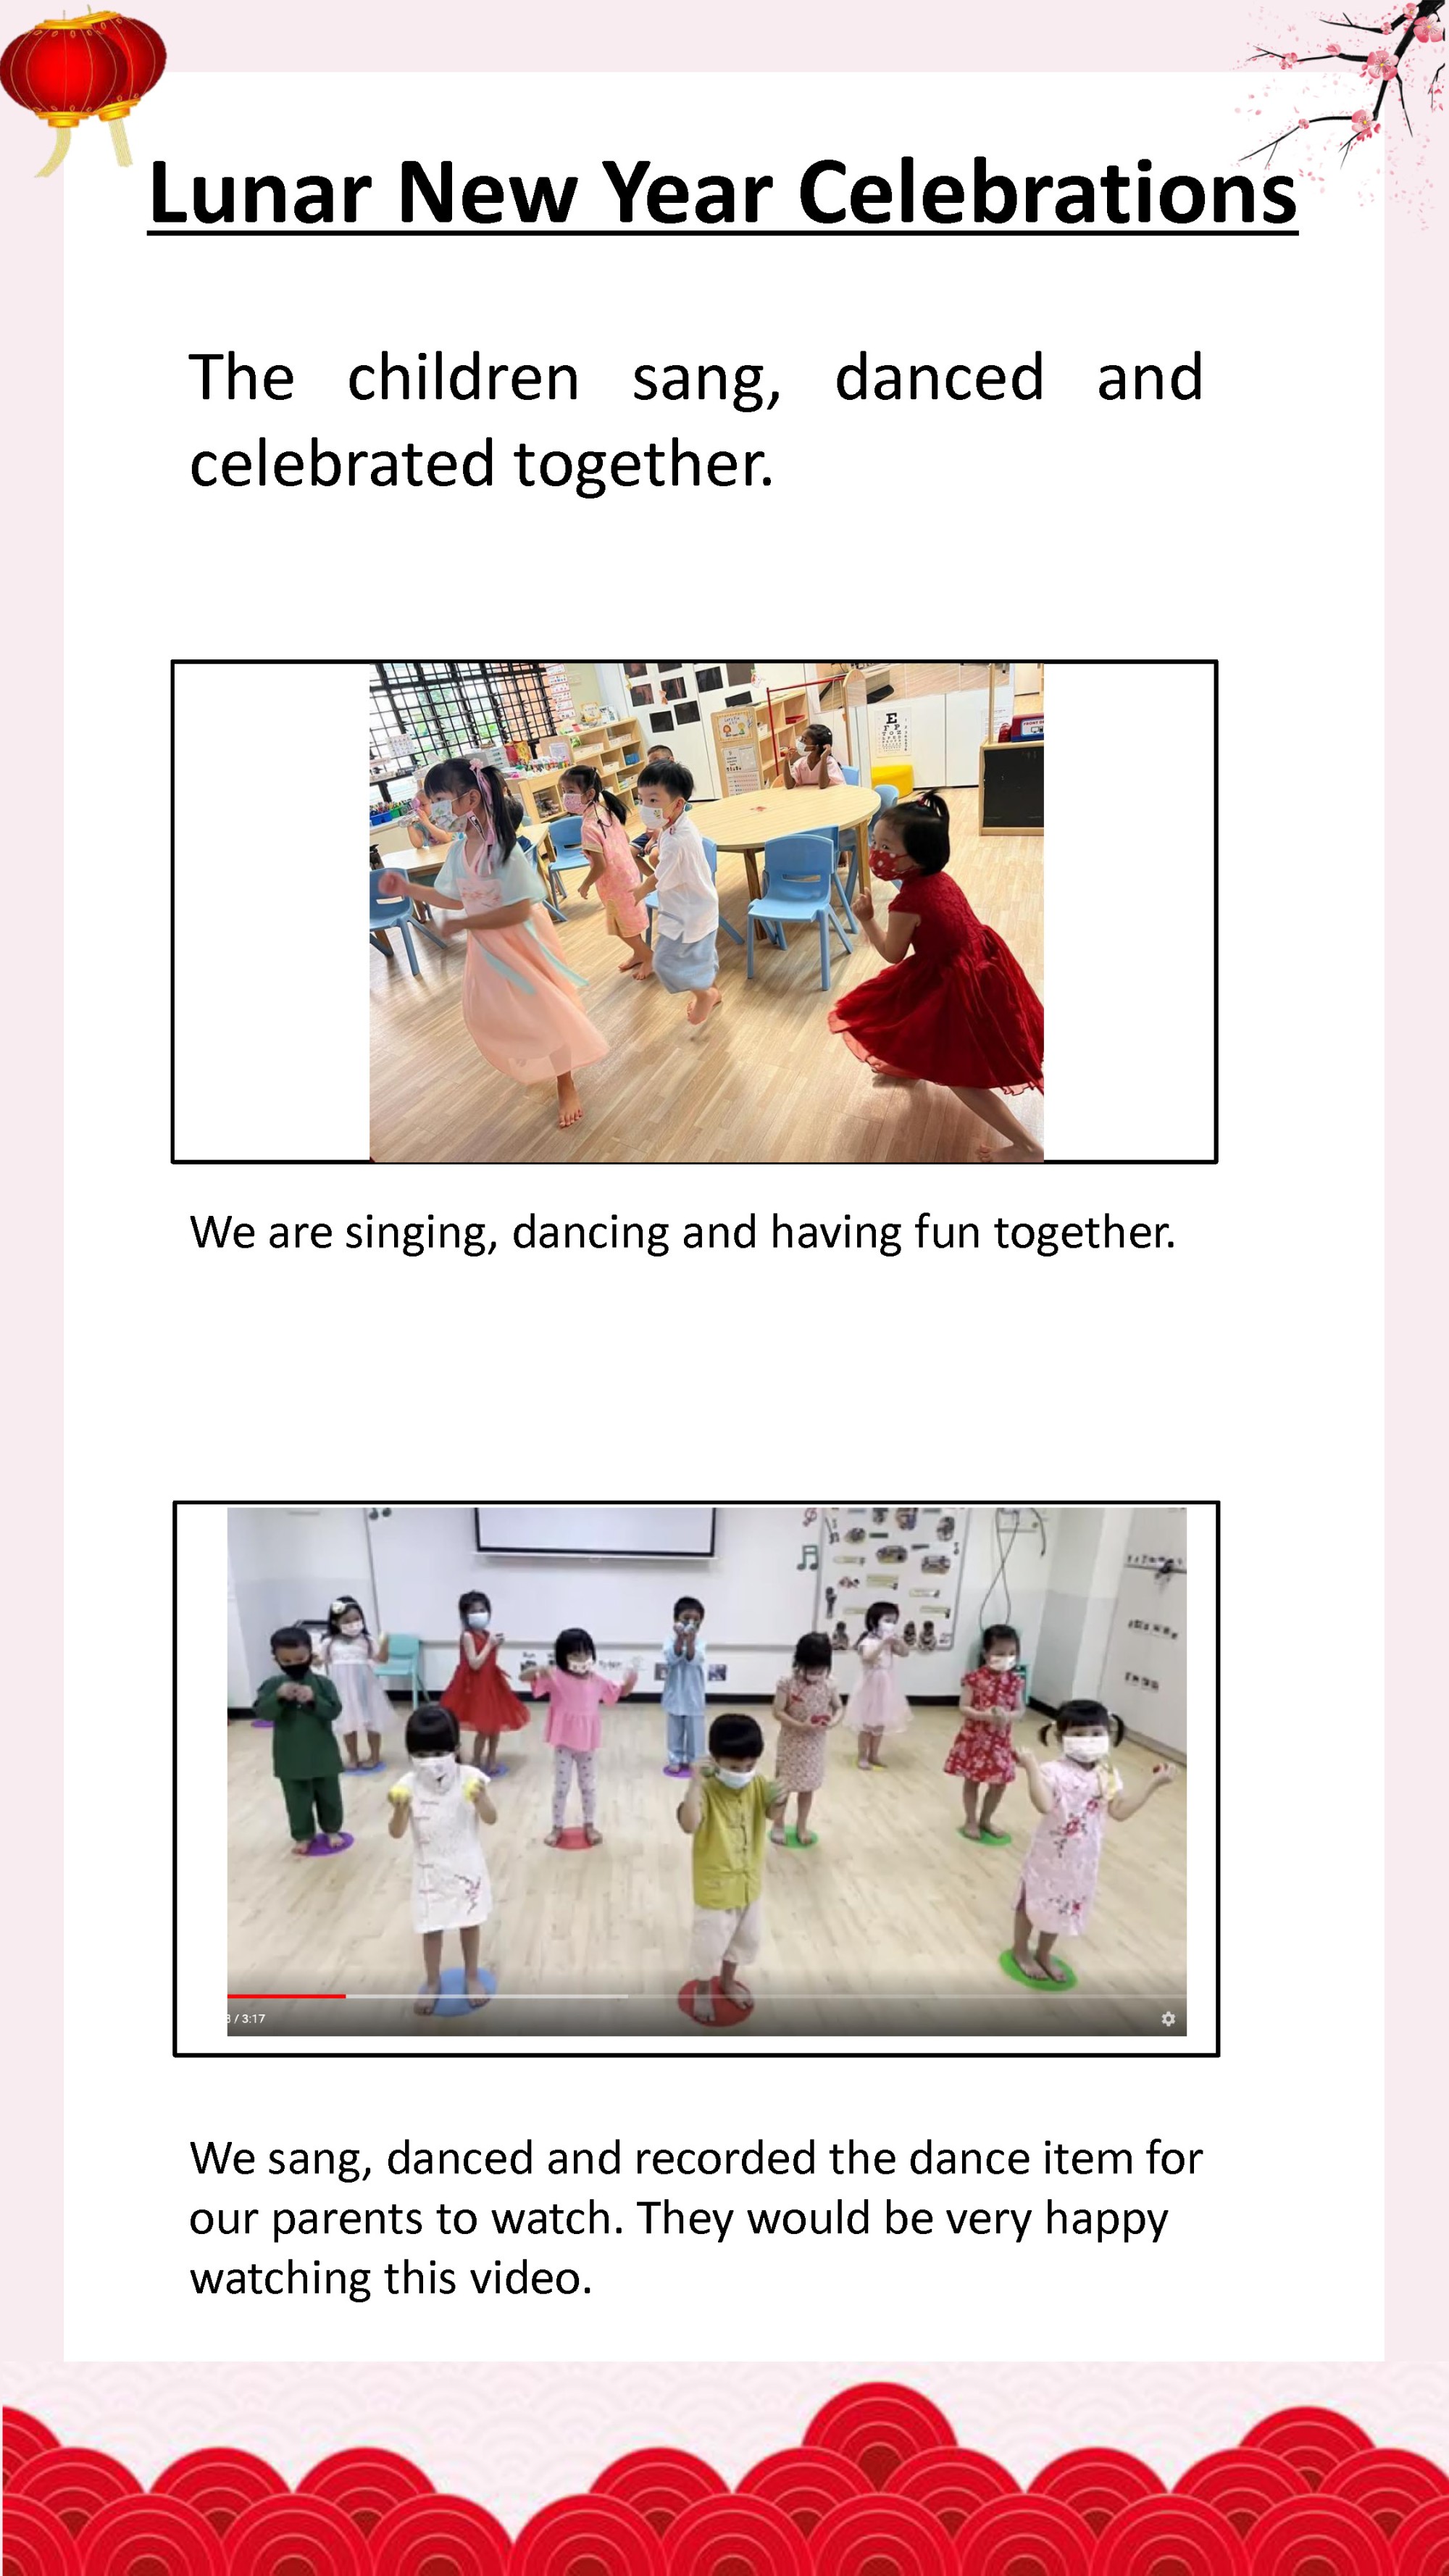 Lunar New Year Celebrations
The children sang, danced and
celebrated together.
E
We are singing, dancing and having fun together.
/ 3:17
We sang, danced and recorded the dance item for
our parents to watch. They would be very happy
watching this video.